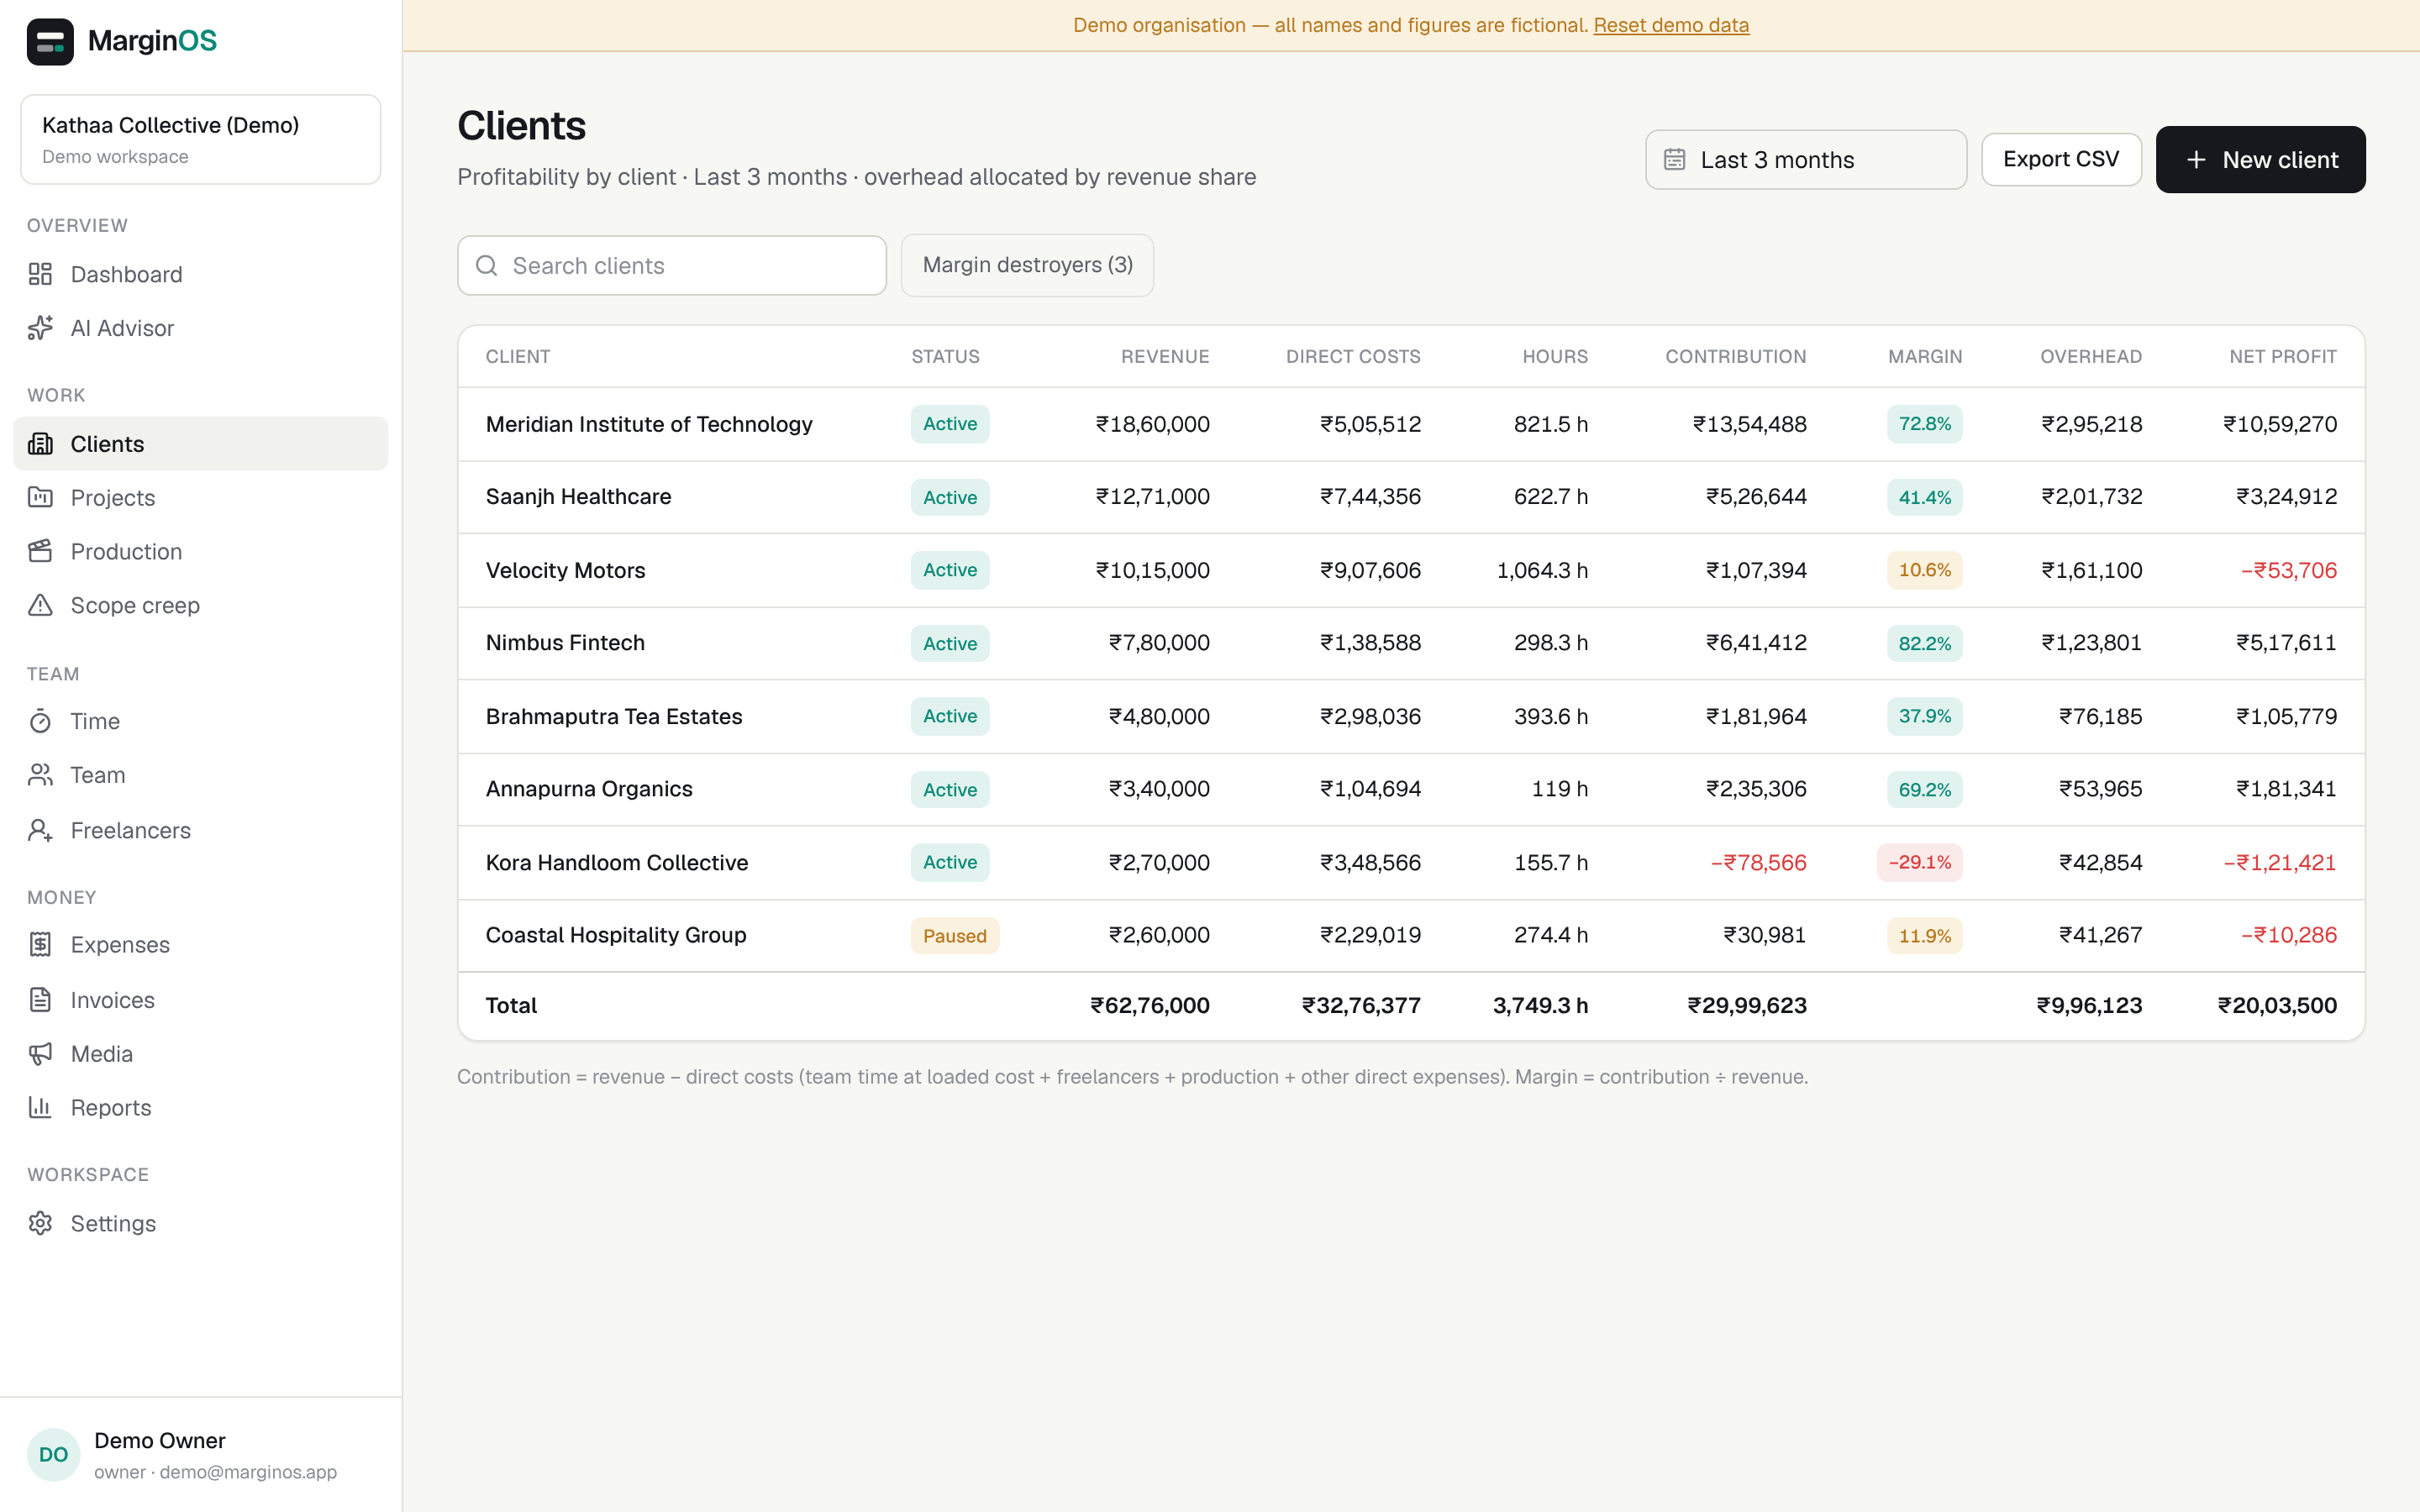 MarginOS
Kathaa Collective (Demo)
Demo workspace
OVERVIEW
Dashboard
AI Advisor
WORK
Clients
Projects
Production
Scope creep
TEAM
Time
Team
Freelancers
MONEY
Expenses
Invoices
Media
Reports
WORKSPACE
Settings
DO
Demo Owner
owner · demo@marginos.app
Demo organisation — all names and figures are fictional. Reset demo data
Clients
Profitability by client · Last 3 months · overhead allocated by revenue share
Last 3 months
Export CSV
+ New client
Search clients
Margin destroyers (3)
CLIENT STATUS REVENUE DIRECT COSTS HOURS CONTRIBUTION MARGIN OVERHEAD NET PROFIT
Meridian Institute of Technology Active ₹18,60,000 ₹5,05,512 821.5 h ₹13,54,488 72.8% ₹2,95,218 ₹10,59,270
Saanjh Healthcare Active ₹12,71,000 ₹7,44,356 622.7 h ₹5,26,644 41.4% ₹2,01,732 ₹3,24,912
Velocity Motors Active ₹10,15,000 ₹9,07,606 1,064.3 h ₹1,07,394 10.6% ₹1,61,100 −₹53,706
Nimbus Fintech Active ₹7,80,000 ₹1,38,588 298.3 h ₹6,41,412 82.2% ₹1,23,801 ₹5,17,611
Brahmaputra Tea Estates Active ₹4,80,000 ₹2,98,036 393.6 h ₹1,81,964 37.9% ₹76,185 ₹1,05,779
Annapurna Organics Active ₹3,40,000 ₹1,04,694 119 h ₹2,35,306 69.2% ₹53,965 ₹1,81,341
Kora Handloom Collective Active ₹2,70,000 ₹3,48,566 155.7 h −₹78,566 −29.1% ₹42,854 −₹1,21,421
Coastal Hospitality Group Paused ₹2,60,000 ₹2,29,019 274.4 h ₹30,981 11.9% ₹41,267 −₹10,286
Total ₹62,76,000 ₹32,76,377 3,749.3 h ₹29,99,623 ₹9,96,123 ₹20,03,500
Contribution = revenue − direct costs (team time at loaded cost + freelancers + production + other direct expenses). Margin = contribution ÷ revenue.